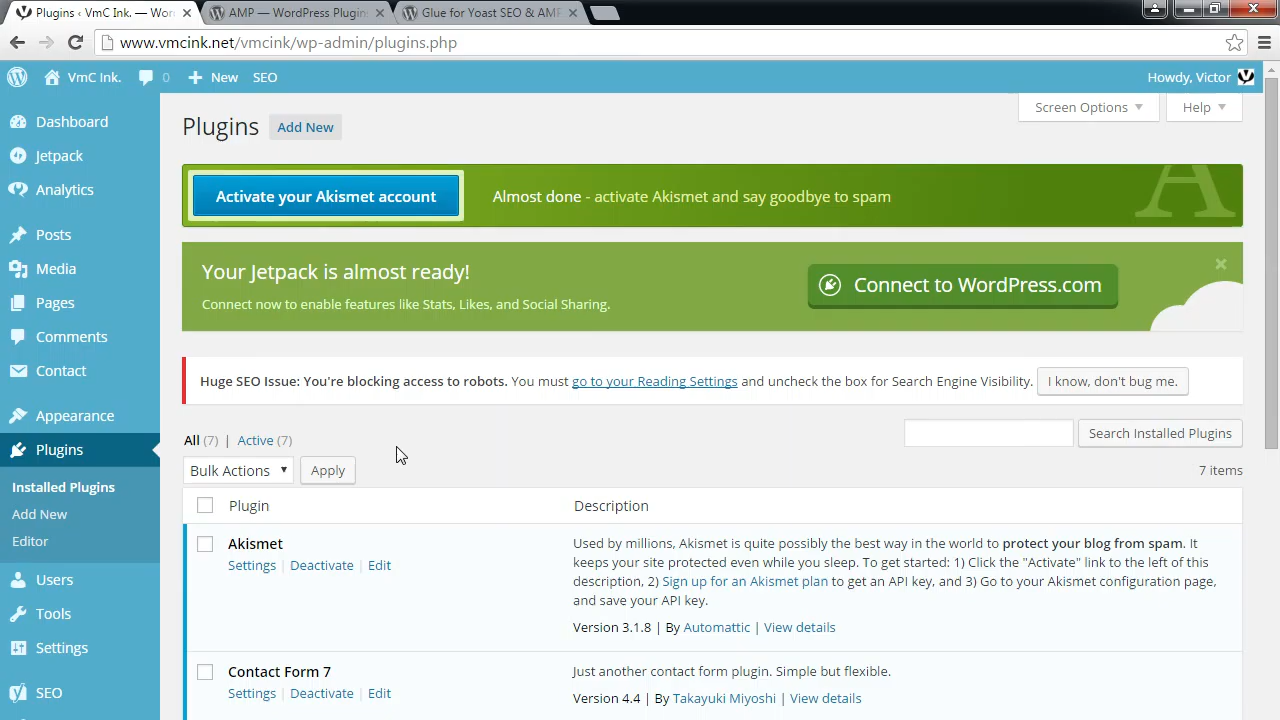 Plugins ‹ VmC Ink. — Wor
AMP — WordPress Plugins
Glue for Yoast SEO & AMP
www.vmcink.net/vmcink/wp-admin/plugins.php
VmC Ink.
0
New
SEO
Howdy, Victor
Dashboard
Jetpack
Analytics
Posts
Media
Pages
Comments
Contact
Appearance
Plugins
Installed Plugins
Add New
Editor
Users
Tools
Settings
SEO
Screen Options
Help
Plugins
Add New
Activate your Akismet account
Almost done - activate Akismet and say goodbye to spam
A
Your Jetpack is almost ready!
Connect now to enable features like Stats, Likes, and Social Sharing.
Connect to WordPress.com
Huge SEO Issue: You're blocking access to robots. You must go to your Reading Settings and uncheck the box for Search Engine Visibility.
I know, don't bug me.
All (7) | Active (7)
Search Installed Plugins
Bulk Actions
Apply
7 items
Plugin
Description
Akismet
Settings | Deactivate | Edit
Used by millions, Akismet is quite possibly the best way in the world to protect your blog from spam. It
keeps your site protected even while you sleep. To get started: 1) Click the "Activate" link to the left of this
description, 2) Sign up for an Akismet plan to get an API key, and 3) Go to your Akismet configuration page,
and save your API key.
Version 3.1.8 | By Automattic | View details
Contact Form 7
Settings | Deactivate | Edit
Just another contact form plugin. Simple but flexible.
Version 4.4 | By Takayuki Miyoshi | View details